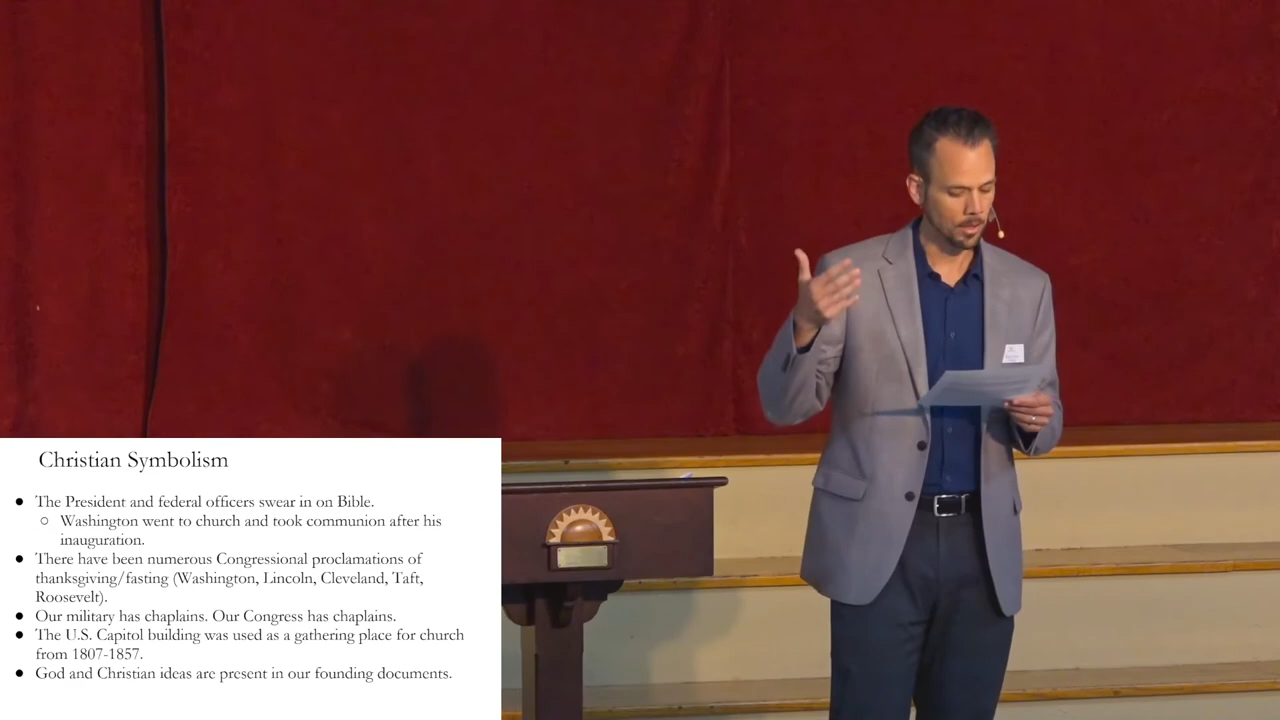 Christian Symbolism
● The President and federal officers swear in on Bible.
○ Washington went to church and took communion after his
inauguration.
● There have been numerous Congressional proclamations of
thanksgiving/fasting (Washington, Lincoln, Cleveland, Taft,
Roosevelt).
● Our military has chaplains. Our Congress has chaplains.
● The U.S. Capitol building was used as a gathering place for church
from 1807-1857.
● God and Christian ideas are present in our founding documents.